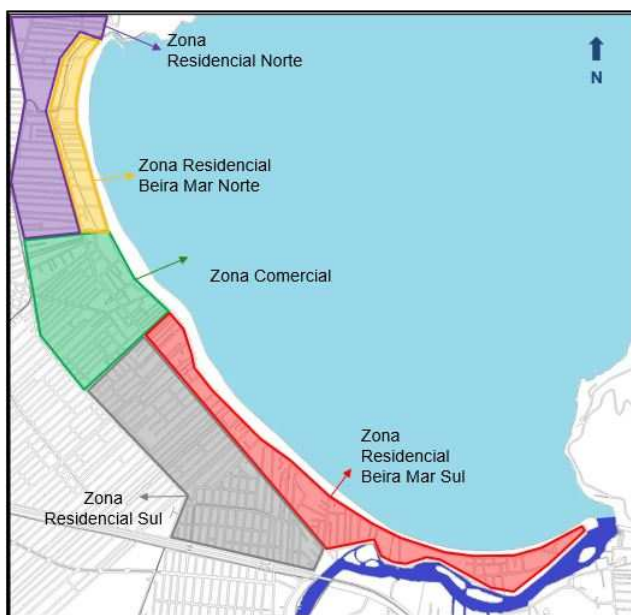 Zona
Residencial Norte
N
Zona Residencial
Beira Mar Norte
Zona Comercial
Zona
Residencial
Beira Mar Sul
Zona
Residencial Sul